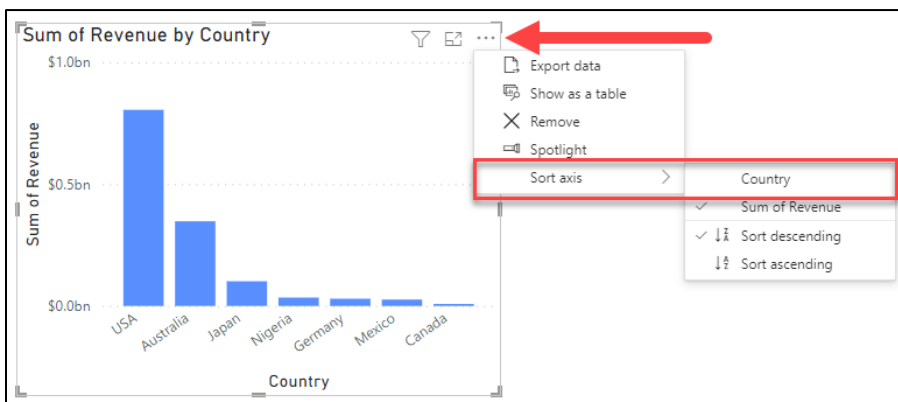 Sum of Revenue by Country
$1.0bn
$0.5bn
$0.0bn
Sum of Revenue
USA
Australia
Japan
Nigeria
Germany
Mexico
Canada
Country
Export data
Show as a table
Remove
Spotlight
Sort axis
Country
Sum of Revenue
Sort descending
Sort ascending